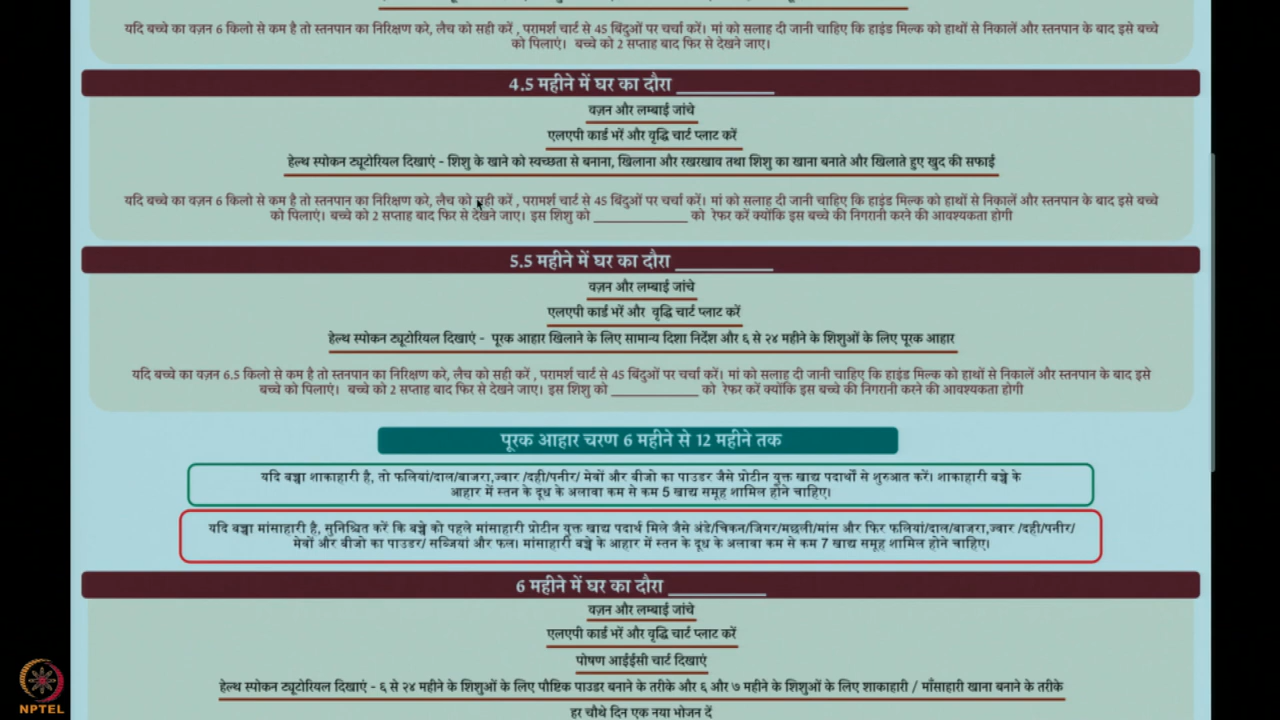 यदि बच्चे का वज़न 6 किलो से कम है तो स्तनपान का निरिक्षण करे, लैच को सही करें , परामर्श चार्ट से 45 बिंदुओं पर चर्चा करें। मां को सलाह दी जानी चाहिए कि हाइंड मिल्क को हाथों से निकालें और स्तनपान के बाद इसे बच्चे
को पिलाएं। बच्चे को 2 सप्ताह बाद फिर से देखने जाए।
4.5 महीने में घर का दौरा ____________
वज़न और लम्बाई जांचे
एलएपी कार्ड भरें और वृद्धि चार्ट प्लाट करें
हेल्थ स्पोकन ट्यूटोरियल दिखाएं - शिशु के खाने को स्वच्छता से बनाना, खिलाना और रखरखाव तथा शिशु का खाना बनाते और खिलाते हुए खुद की सफाई
यदि बच्चे का वज़न 6 किलो से कम है तो स्तनपान का निरिक्षण करे, लैच को सही करें , परामर्श चार्ट से 45 बिंदुओं पर चर्चा करें। मां को सलाह दी जानी चाहिए कि हाइंड मिल्क को हाथों से निकालें और स्तनपान के बाद इसे बच्चे
को पिलाएं। बच्चे को 2 सप्ताह बाद फिर से देखने जाए। इस शिशु को ____________ को रेफर करें क्योंकि इस बच्चे की निगरानी करने की आवश्यकता होगी
5.5 महीने में घर का दौरा ____________
वज़न और लम्बाई जांचे
एलएपी कार्ड भरें और वृद्धि चार्ट प्लाट करें
हेल्थ स्पोकन ट्यूटोरियल दिखाएं - पूरक आहार खिलाने के लिए सामान्य दिशा निर्देश और ६ से २४ महीने के शिशुओं के लिए पूरक आहार
यदि बच्चे का वज़न 6.5 किलो से कम है तो स्तनपान का निरिक्षण करें, लैच को सही करें , परामर्श चार्ट से 45 बिंदुओं पर चर्चा करें। मां को सलाह दी जानी चाहिए कि हाइंड मिल्क को हाथों से निकालें और स्तनपान के बाद इसे
बच्चे को पिलाएं। बच्चे को 2 सप्ताह बाद फिर से देखने जाए। इस शिशु को ____________ को रेफर करें क्योंकि इस बच्चे की निगरानी करने की आवश्यकता होगी
पूरक आहार चरण 6 महीने से 12 महीने तक
यदि बच्चा शाकाहारी है, तो फलियां/दाल/बाजरा,ज्वार /दही/पनीर/ मेवों और बीजो का पाउडर जैसे प्रोटीन युक्त खाद्य पदार्थों से शुरुआत करें। शाकाहारी बच्चे के
आहार में स्तन के दूध के अलावा कम से कम 5 खाद्य समूह शामिल होने चाहिए।
यदि बच्चा मांसाहारी है, सुनिश्चित करें कि बच्चे को पहले मांसाहारी प्रोटीन युक्त खाद्य पदार्थ मिले जैसे अंडे/चिकन/जिगर/मछली/मांस और फिर फलियां/दाल/बाजरा,ज्वार /दही/पनीर/
मेवों और बीजो का पाउडर/ सब्जियां और फल। मांसाहारी बच्चे के आहार में स्तन के दूध के अलावा कम से कम 7 खाद्य समूह शामिल होने चाहिए।
6 महीने में घर का दौरा ____________
वज़न और लम्बाई जांचे
एलएपी कार्ड भरें और वृद्धि चार्ट प्लाट करें
पोषण आईईसी चार्ट दिखाएं
हेल्थ स्पोकन ट्यूटोरियल दिखाएं - ६ से २४ महीने के शिशुओं के लिए पौष्टिक पाउडर बनाने के तरीके और ६ और ७ महीने के शिशुओं के लिए शाकाहारी / माँसाहारी खाना बनाने के तरीके
हर चौथे दिन एक नया भोजन दें
NPTEL